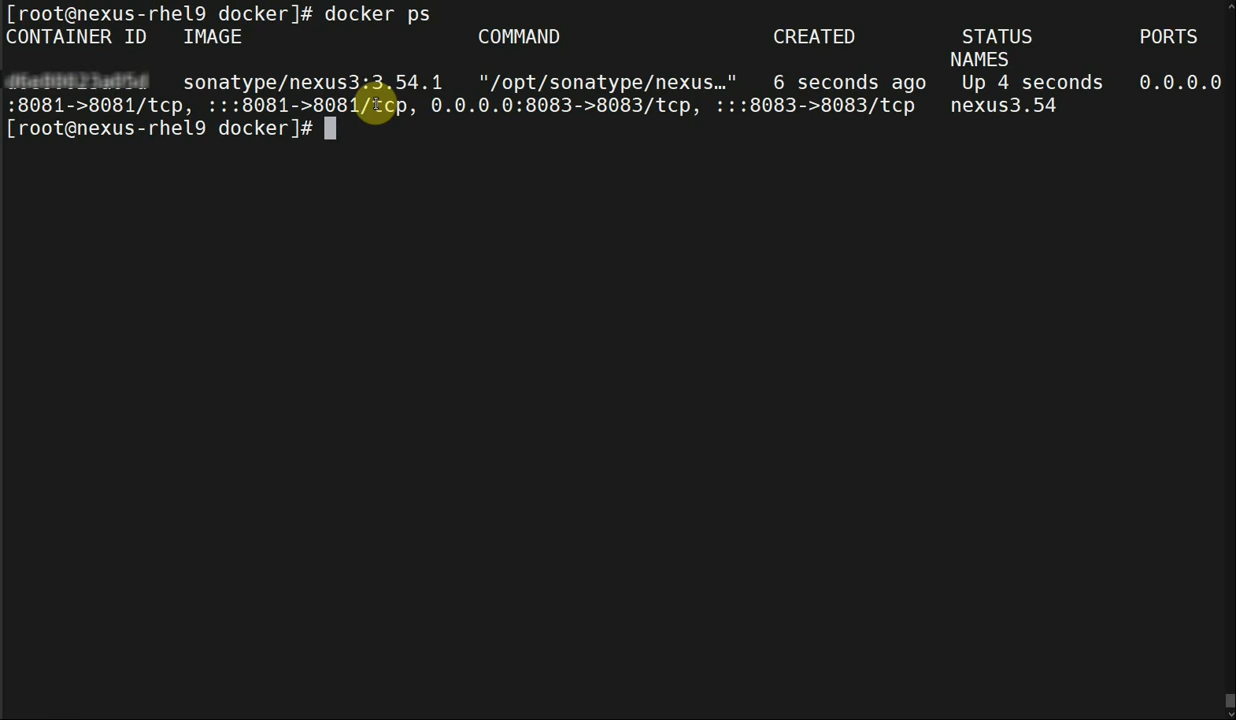 [root@nexus-rhel9 docker]# docker ps
CONTAINER ID   IMAGE                    COMMAND                  CREATED         STATUS         PORTS
NAMES
sonatype/nexus3:3.54.1   "/opt/sonatype/nexus…"   6 seconds ago   Up 4 seconds   0.0.0.0
:8081->8081/tcp, :::8081->8081/tcp, 0.0.0.0:8083->8083/tcp, :::8083->8083/tcp   nexus3.54
[root@nexus-rhel9 docker]#